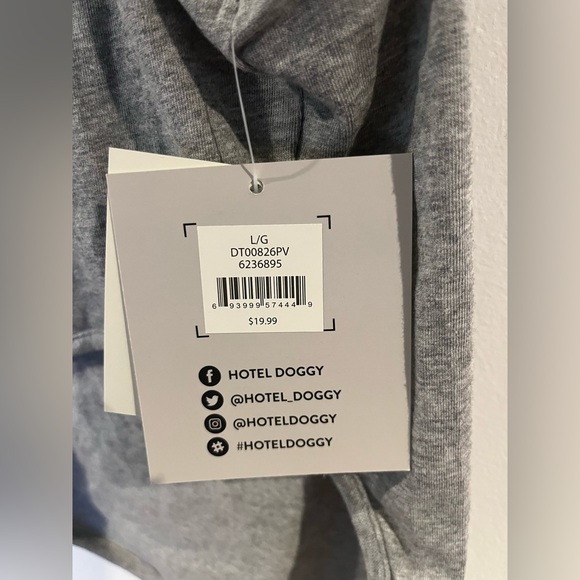 L/G
DT00826PV
6236895
6 93999 57444 9
$19.99
HOTEL DOGGY
@HOTEL_DOGGY
@HOTELDOGGY
#HOTELDOGGY